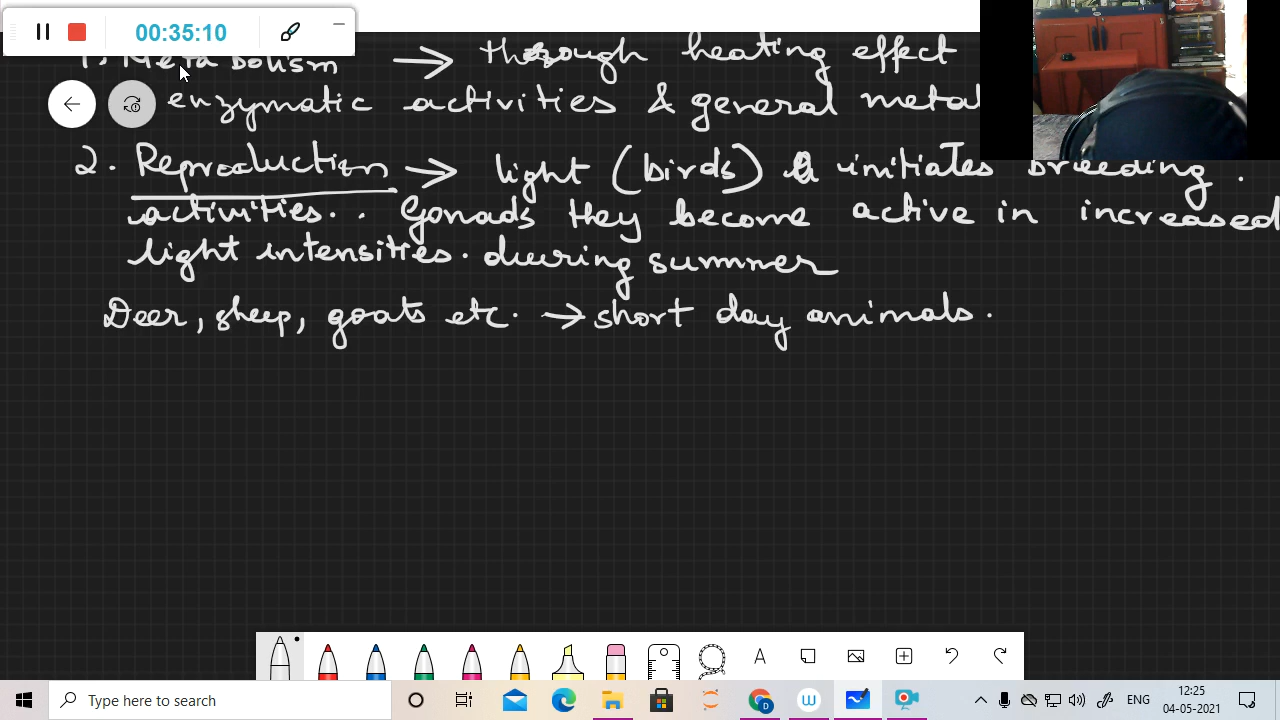 00:35:10
1. Metabolism → through heating effect
enzymatic activities & general metal
2. Reproduction → light (birds) initiates breeding.
activities.. Gonads they become active in increased
light intensities. during summer
Deer, sheep, goats etc. → short day animals.
A
Type here to search
ENG
12:25
04-05-2021